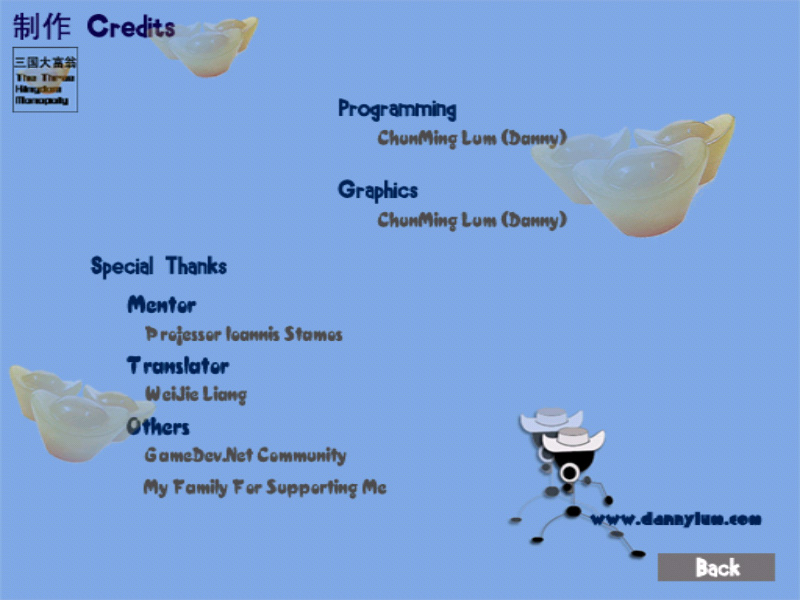 制作 Credits
三国大富翁
The Three
Kingdom
Monopoly
Programming
ChunMing Lum (Danny)
Graphics
ChunMing Lum (Danny)
Special Thanks
Mentor
Professor Ioannis Stamos
Translator
WeiJie Liang
Others
GameDev.Net Community
My Family For Supporting Me
www.dannylum.com
Back